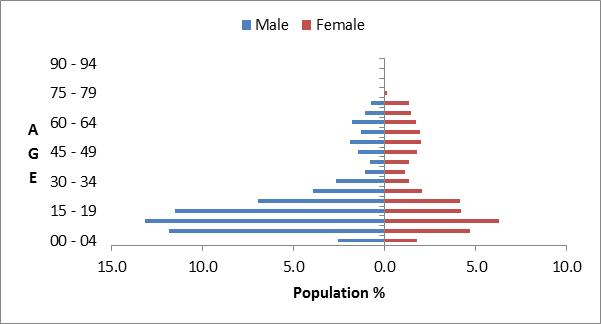 Male Female
90 - 94
75 - 79
A
60 - 64
G
45 - 49
E
30 - 34
15 - 19
00 - 04
15.0 10.0 5.0 0.0 5.0 10.0
Population %